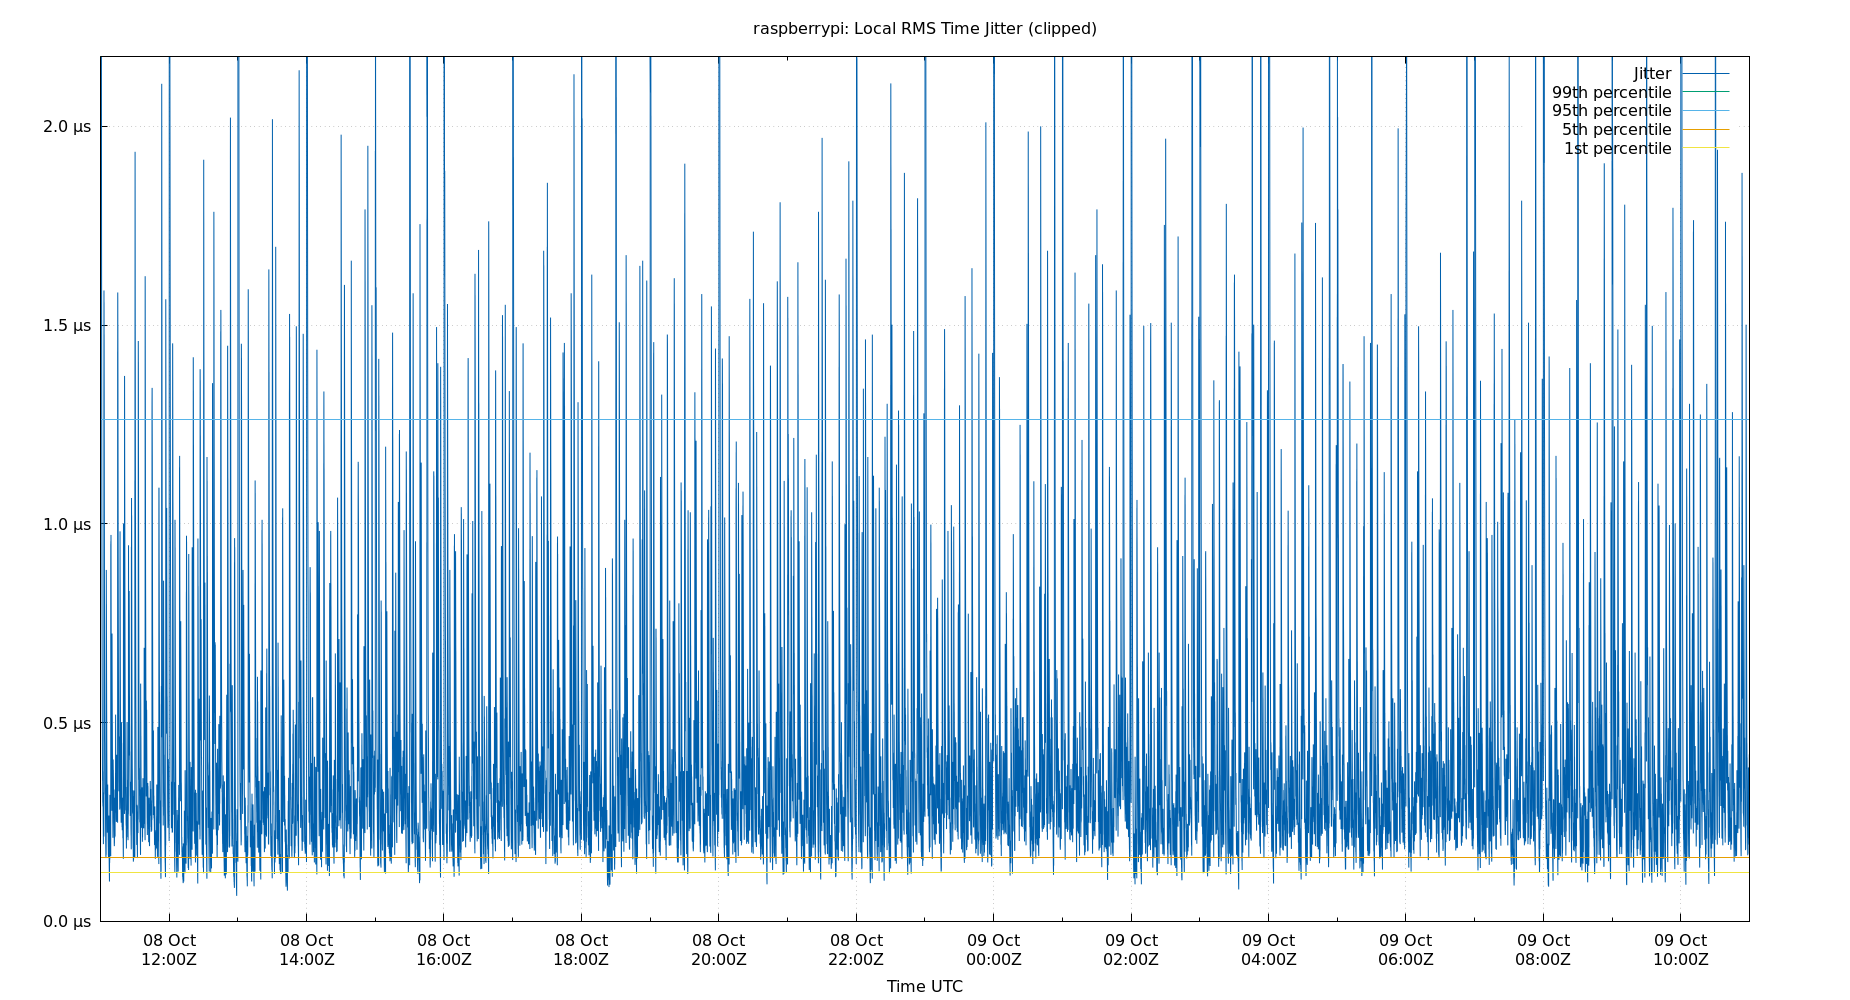 raspberrypi: Local RMS Time Jitter (clipped)
Jitter
99th percentile
95th percentile
5th percentile
1st percentile
2.0 µs
1.5 µs
1.0 µs
0.5 µs
0.0 µs
08 Oct 08 Oct 08 Oct 08 Oct 08 Oct 08 Oct 09 Oct 09 Oct 09 Oct 09 Oct 09 Oct 09 Oct
12:00Z 14:00Z 16:00Z 18:00Z 20:00Z 22:00Z 00:00Z 02:00Z 04:00Z 06:00Z 08:00Z 10:00Z
Time UTC